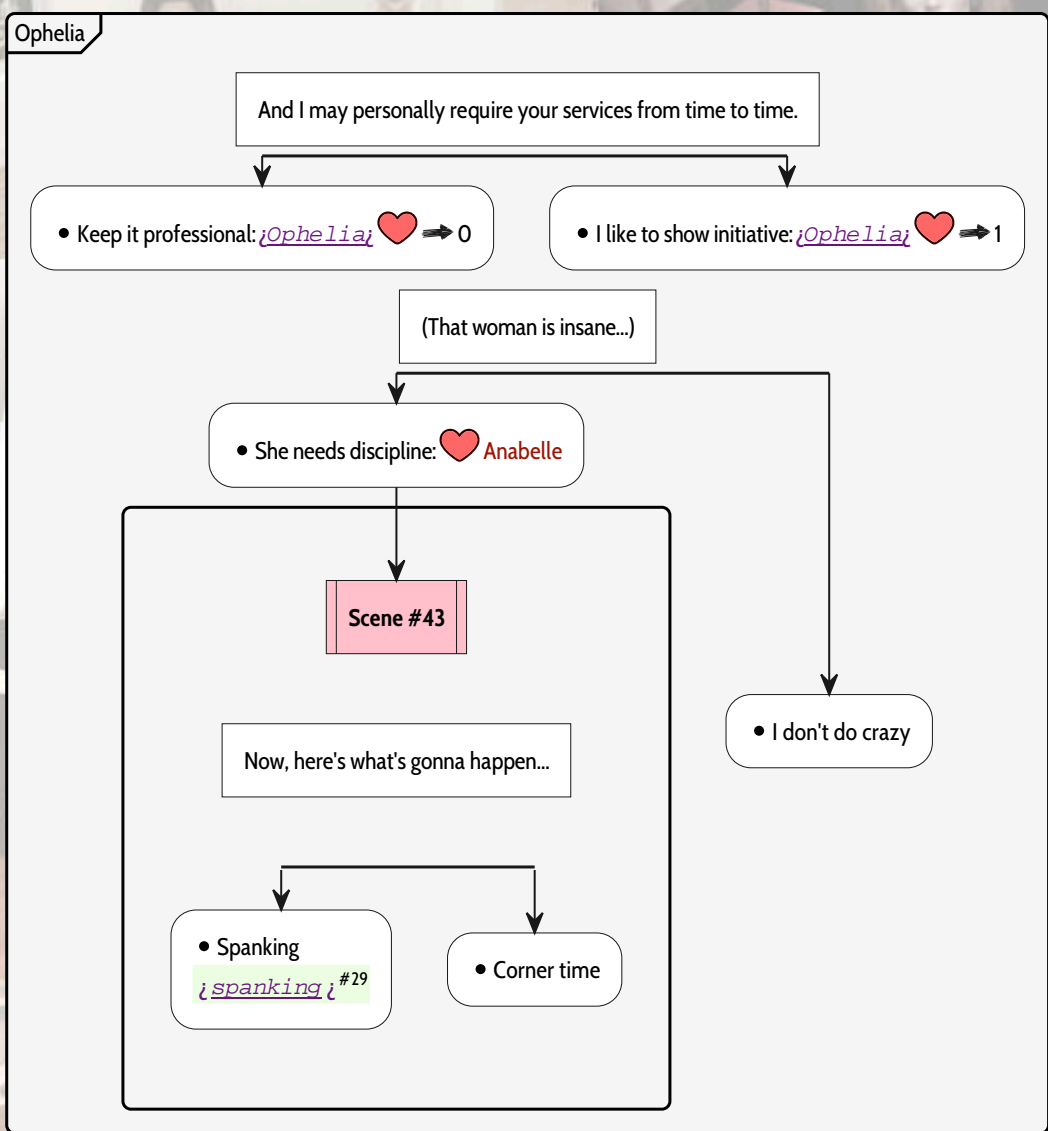 Ophelia
And I may personally require your services from time to time.
• Keep it professional: ¿Ophelia¿ ❤ ➡ 0
• I like to show initiative: ¿Ophelia¿ ❤ ➡ 1
(That woman is insane...)
• She needs discipline: ❤ Anabelle
Scene #43
• I don't do crazy
Now, here's what's gonna happen...
• Spanking
¿spanking¿ #29
• Corner time